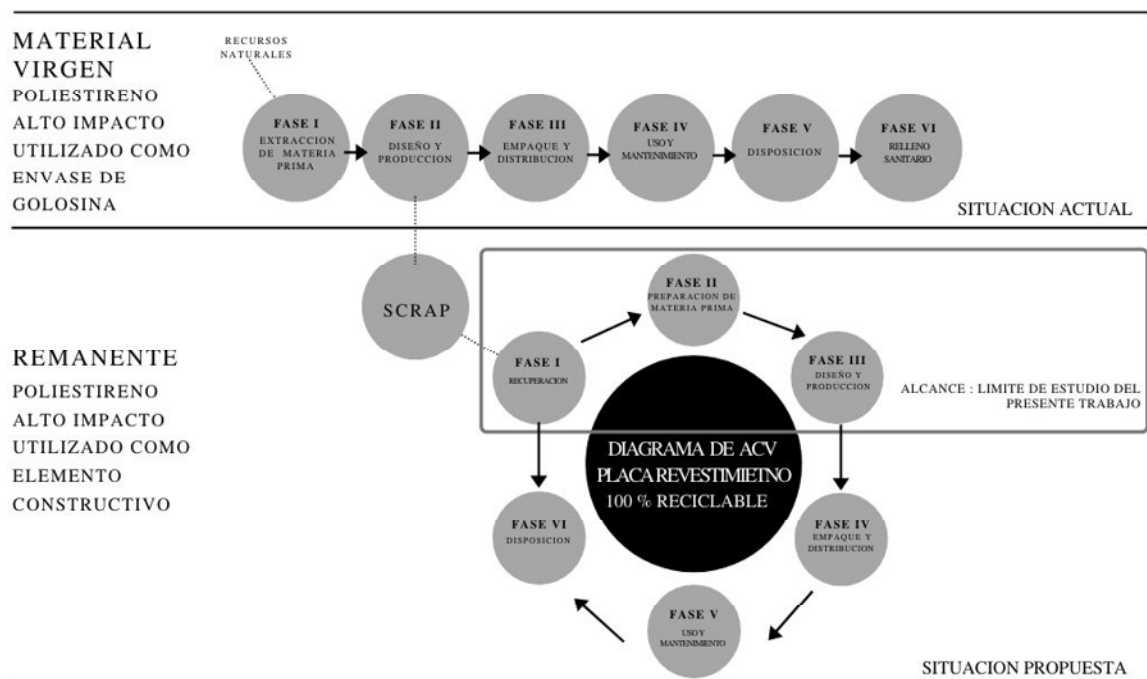 MATERIAL
VIRGEN
POLIESTIRENO
ALTO IMPACTO
UTILIZADO COMO
ENVASE DE
GOLOSINA
RECURSOS
NATURALES
FASE I
EXTRACCION
DE MATERIA
PRIMA
FASE II
DISEÑO Y
PRODUCCION
FASE III
EMPAQUE Y
DISTRIBUCION
FASE IV
USO Y
MANTENIMIENTO
FASE V
DISPOSICION
FASE VI
RELLENO
SANITARIO
SITUACION ACTUAL
SCRAP
REMANENTE
POLIESTIRENO
ALTO IMPACTO
UTILIZADO COMO
ELEMENTO
CONSTRUCTIVO
FASE I
RECUPERACION
FASE II
PREPARACION DE
MATERIA PRIMA
FASE III
DISEÑO Y
PRODUCCION
ALCANCE : LIMITE DE ESTUDIO DEL
PRESENTE TRABAJO
DIAGRAMA DE ACV
PLACA REVESTIMIETNO
100 % RECICLABLE
FASE IV
EMPAQUE Y
DISTRIBUCION
FASE V
USO Y
MANTENIMIENTO
FASE VI
DISPOSICION
SITUACION PROPUESTA